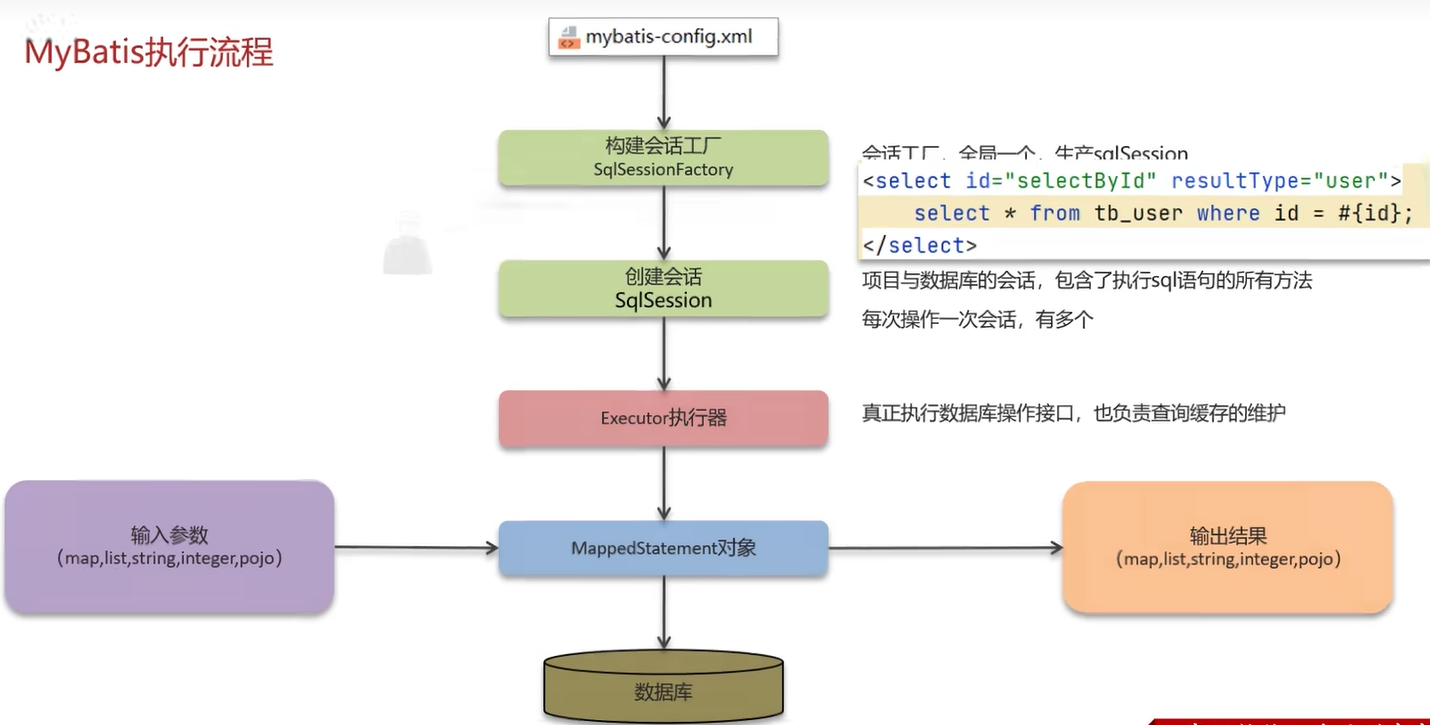 MyBatis执行流程
mybatis-config.xml
构建会话工厂
SqlSessionFactory
会话工厂，全局一个，生产sqlSession
<select id="selectById" resultType="user">
select * from tb_user where id = #{id};
</select>
创建会话
SqlSession
项目与数据库的会话，包含了执行sql语句的所有方法
每次操作一次会话，有多个
Executor执行器
真正执行数据库操作接口，也负责查询缓存的维护
输入参数
（map,list,string,integer,pojo）
MappedStatement对象
输出结果
（map,list,string,integer,pojo）
数据库